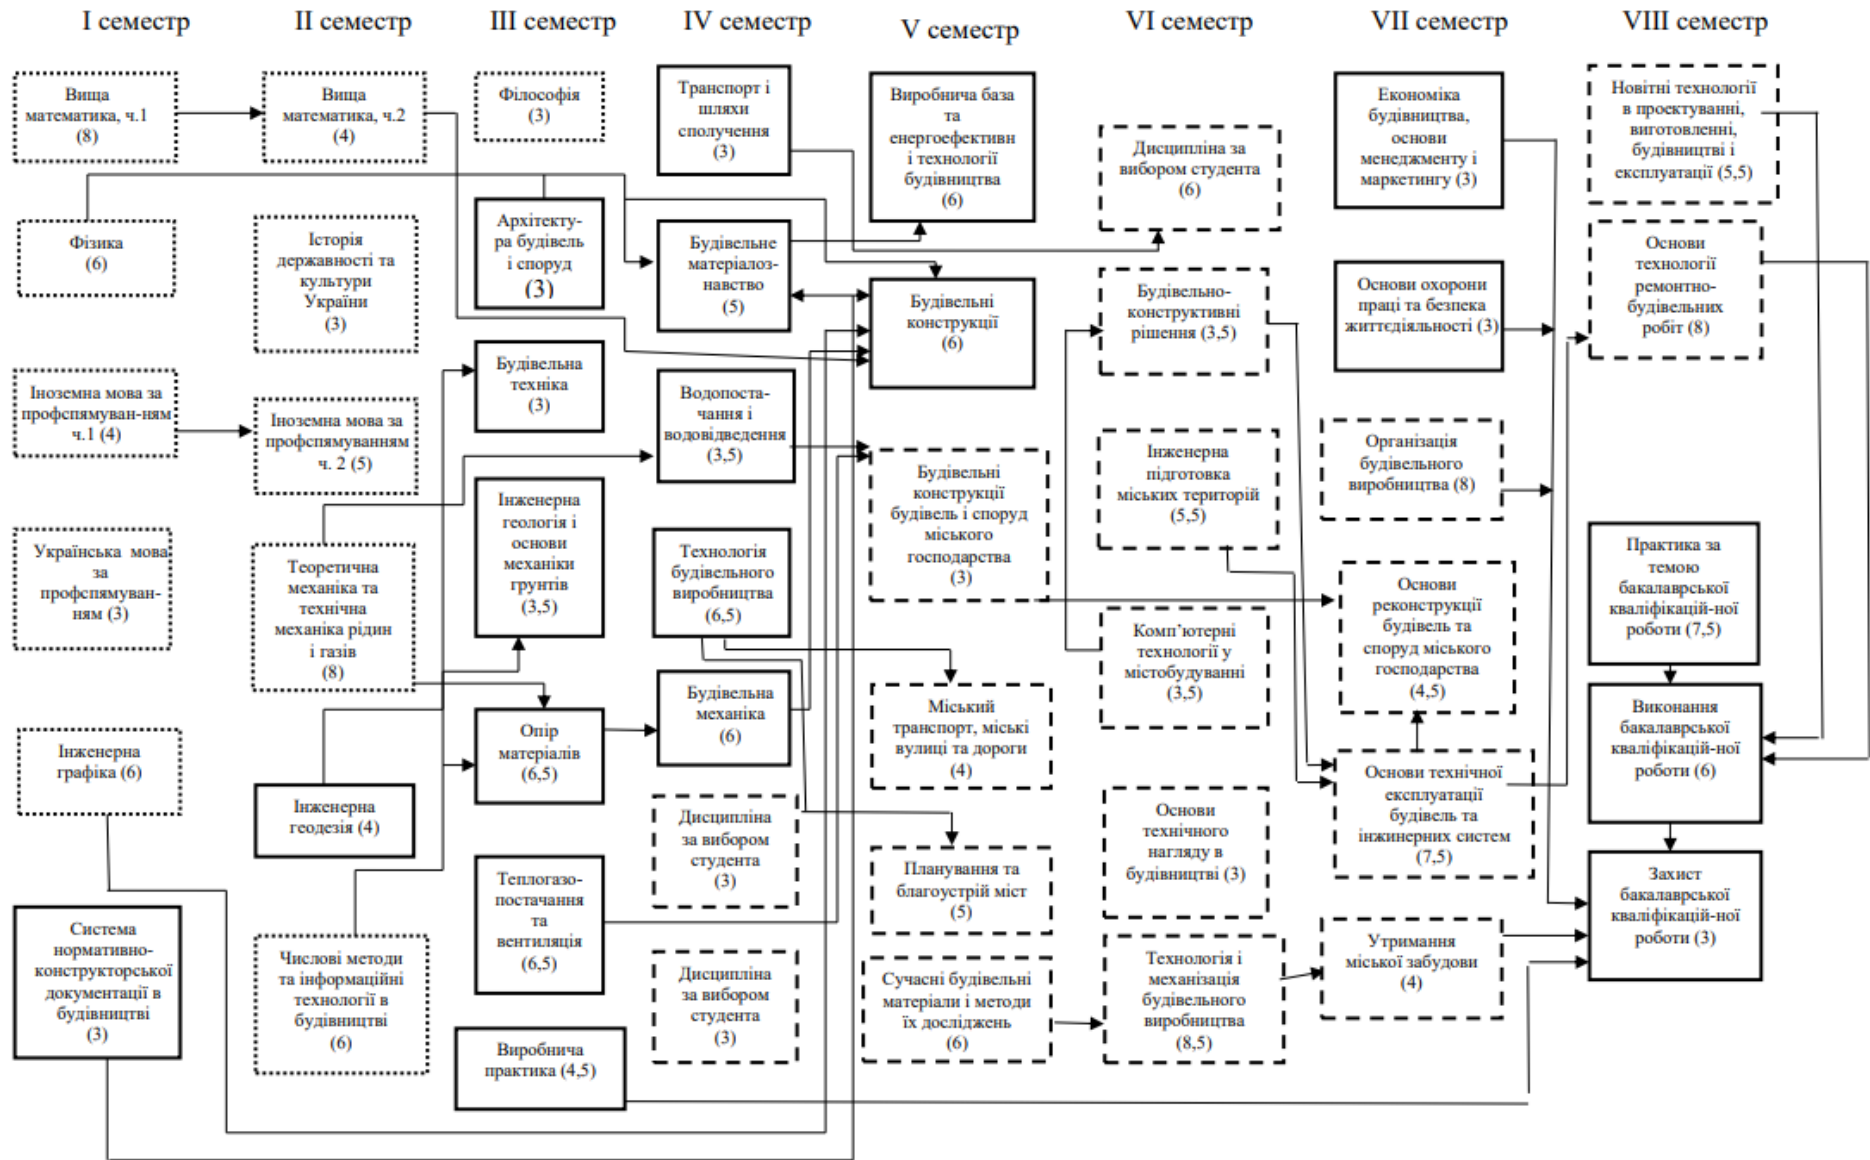 I семестр
II семестр
III семестр
IV семестр
V семестр
VI семестр
VII семестр
VIII семестр
Вища
математика, ч.1
(8)
Фізика
(6)
Іноземна мова за
профспямуван-ням
ч.1 (4)
Українська мова
за
профспямуван-
ням (3)
Інженерна
графіка (6)
Система
нормативно-
конструкторської
документації в
будівництві
(3)
Вища
математика, ч.2
(4)
Історія
державності та
культури
України
(3)
Іноземна мова за
профспямуванням
ч. 2 (5)
Теоретична
механіка та
технічна
механіка рідин
і газів
(8)
Інженерна
геодезія (4)
Числові методи
та інформаційні
технології в
будівництві
(6)
Філософія
(3)
Архітекту-
ра будівель
і споруд
(3)
Будівельна
техніка
(3)
Інженерна
геологія і
основи
механіки
грунтів
(3,5)
Опір
матеріалів
(6,5)
Теплогазо-
постачання
та
вентиляція
(6,5)
Виробнича
практика (4,5)
Транспорт і
шляхи
сполучення
(3)
Будівельне
матеріалоз-
навство
(5)
Водопоста-
чання і
водовідведення
(3,5)
Технологія
будівельного
виробництва
(6,5)
Будівельна
механіка
(6)
Дисципліна
за вибором
студента
(3)
Дисципліна
за вибором
студента
(3)
Виробнича база
та
енергоефективн
і технології
будівництва
(6)
Будівельні
конструкції
(6)
Будівельні
конструкції
будівель і споруд
міського
господарства
(3)
Міський
транспорт, міські
вулиці та дороги
(4)
Планування та
благоустрій міст
(5)
Сучасні будівельні
матеріали і методи
їх досліджень
(6)
Дисципліна за
вибором студента
(6)
Будівельно-
конструктивні
рішення (3,5)
Інженерна
підготовка
міських територій
(5,5)
Комп’ютерні
технології у
містобудуванні
(3,5)
Основи
технічного
нагляду в
будівництві (3)
Технологія і
механізація
будівельного
виробництва
(8,5)
Економіка
будівництва,
основи
менеджменту і
маркетингу (3)
Основи охорони
праці та безпека
життєдіяльності (3)
Організація
будівельного
виробництва (8)
Основи
реконструкції
будівель та
споруд міського
господарства
(4,5)
Основи технічної
експлуатації
будівель та
інжинерних систем
(7,5)
Утримання
міської забудови
(4)
Новітні технології
в проектуванні,
виготовленні,
будівництві і
експлуатації (5,5)
Основи
технології
ремонтно-
будівельних
робіт (8)
Практика за
темою
бакалаврської
кваліфікацій-ної
роботи (7,5)
Виконання
бакалаврської
кваліфікацій-ної
роботи (6)
Захист
бакалаврської
кваліфікацій-ної
роботи (3)